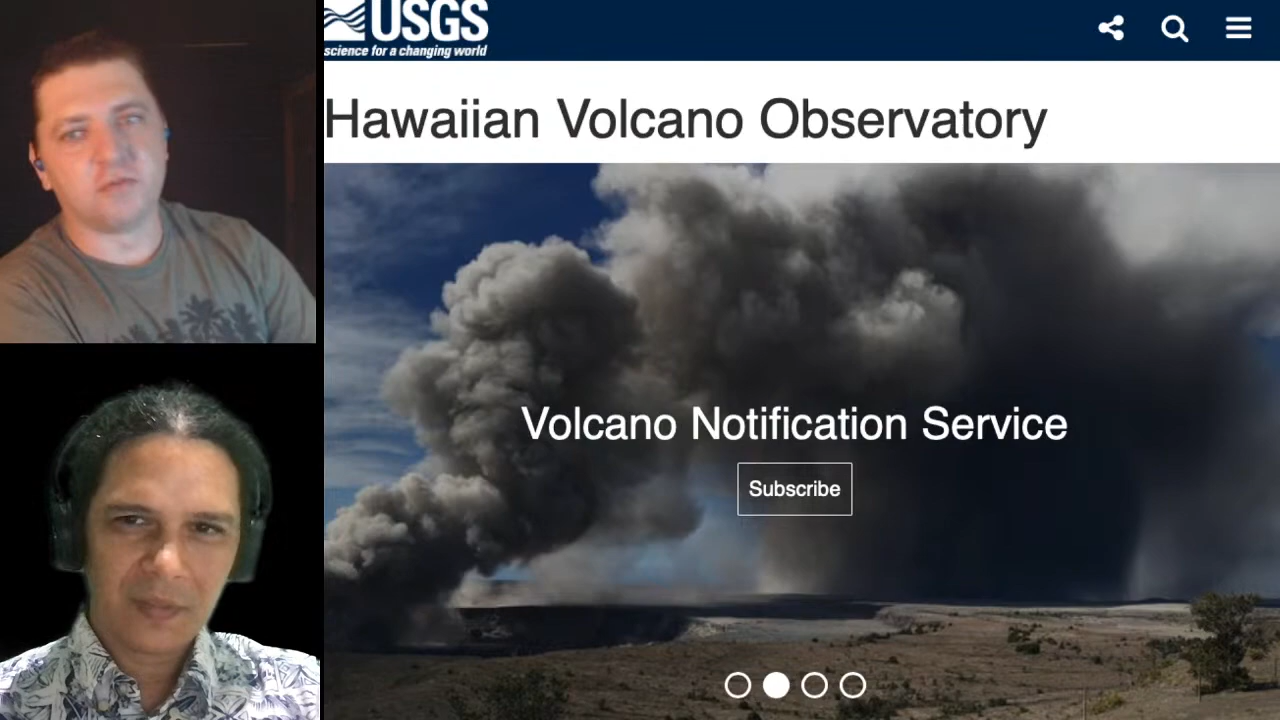 USGS
science for a changing world
Hawaiian Volcano Observatory
Volcano Notification Service
Subscribe